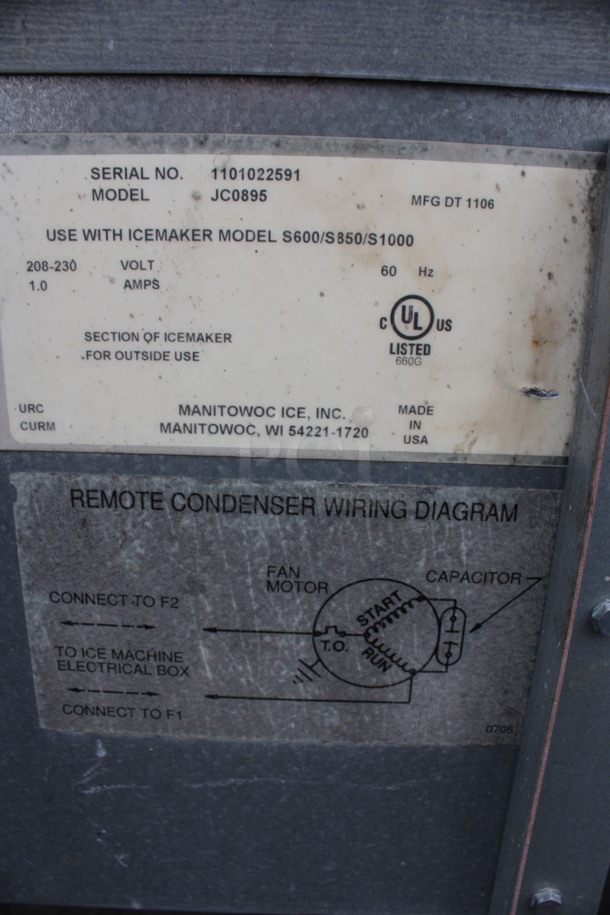 SERIAL NO. 1101022591
MODEL JC0895 MFG DT 1106
USE WITH ICEMAKER MODEL S600/S850/S1000
208-230 VOLT 60 Hz
1.0 AMPS
C UL US
LISTED
660G
SECTION OF ICEMAKER
FOR OUTSIDE USE
URC MANITOWOC ICE, INC. MADE
CURM MANITOWOC, WI 54221-1720 IN
USA
PCI
REMOTE CONDENSER WIRING DIAGRAM
FAN
MOTOR
CAPACITOR
CONNECT TO F2
START
T.O.
RUN
TO ICE MACHINE
ELECTRICAL BOX
CONNECT TO F1
0705